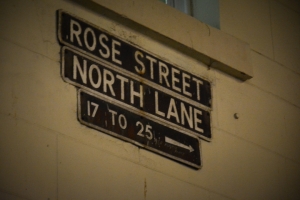 ROSE STREET
NORTH LANE
17 TO 25 →